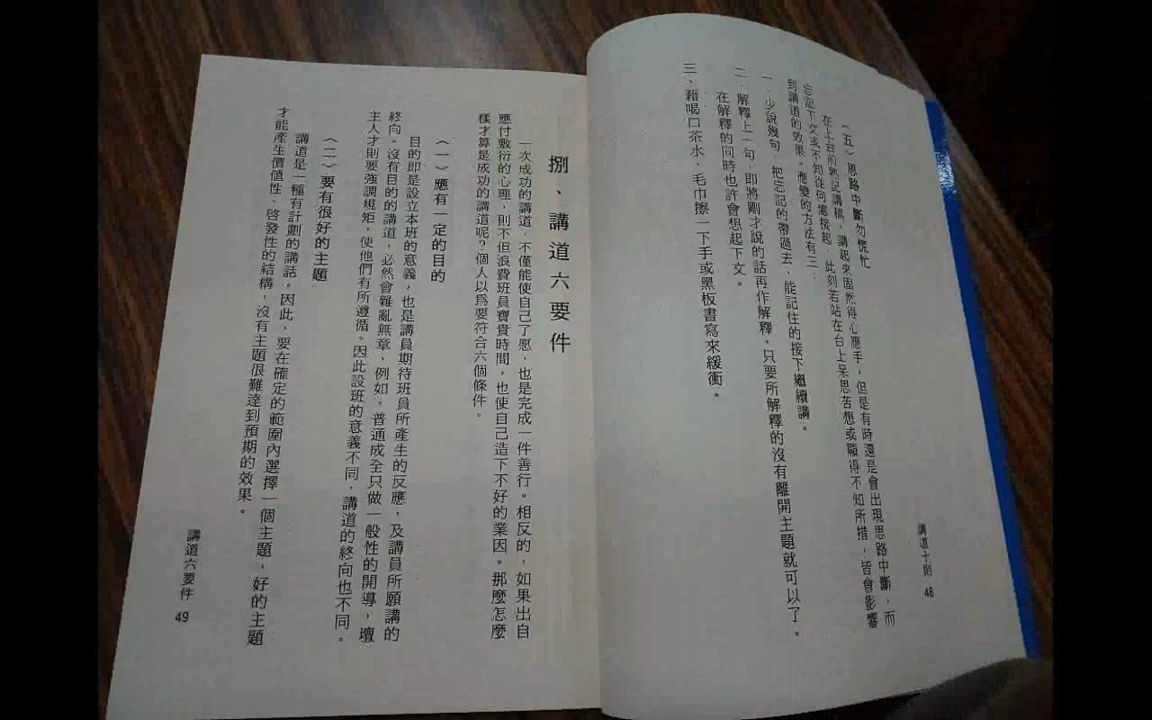 （五）思路中斷勿慌忙
在上台前熟記講稿，講起來固然得心應手，但是有時還是會出現思路中斷，而
忘記下文或不知從何處接起，此刻若站在台上呆思苦想或顯得不知所措，皆會影響
到講道的效果。應變的方法有三：
一、少說幾句，把忘記的帶過去，能記住的接下繼續講。
二、解釋上一句，即將剛才說的話再作解釋。只要所解釋的沒有離開主題就可以了。
在解釋的同時也許會想起下文。
三、藉喝口茶水、毛巾擦一下手或黑板書寫來緩衝。
講道十則 48
捌、講道六要件
一次成功的講道，不僅能使自己了愿，也是完成一件善行。相反的，如果出自
應付敷衍的心理，則不但浪費班員寶貴時間，也使自己造下不好的業因。那麼怎麼
樣才算是成功的講道呢？個人以為要符合六個條件。
（一）應有一定的目的
目的即是設立本班的意義，也是講員期待班員所產生的反應，及講員所願講的
終向。沒有目的的講道，必然會雜亂無章，例如，普通成全只做一般性的開導，壇
主人才則要強調規矩，使他們有所遵循。因此設班的意義不同，講道的終向也不同。
（二）要有很好的主題
講道是一種有計劃的講話。因此，要在確定的範圍內選擇一個主題，好的主題
才能產生價值性、啓發性的結構，沒有主題很難達到預期的效果。
講道六要件 49